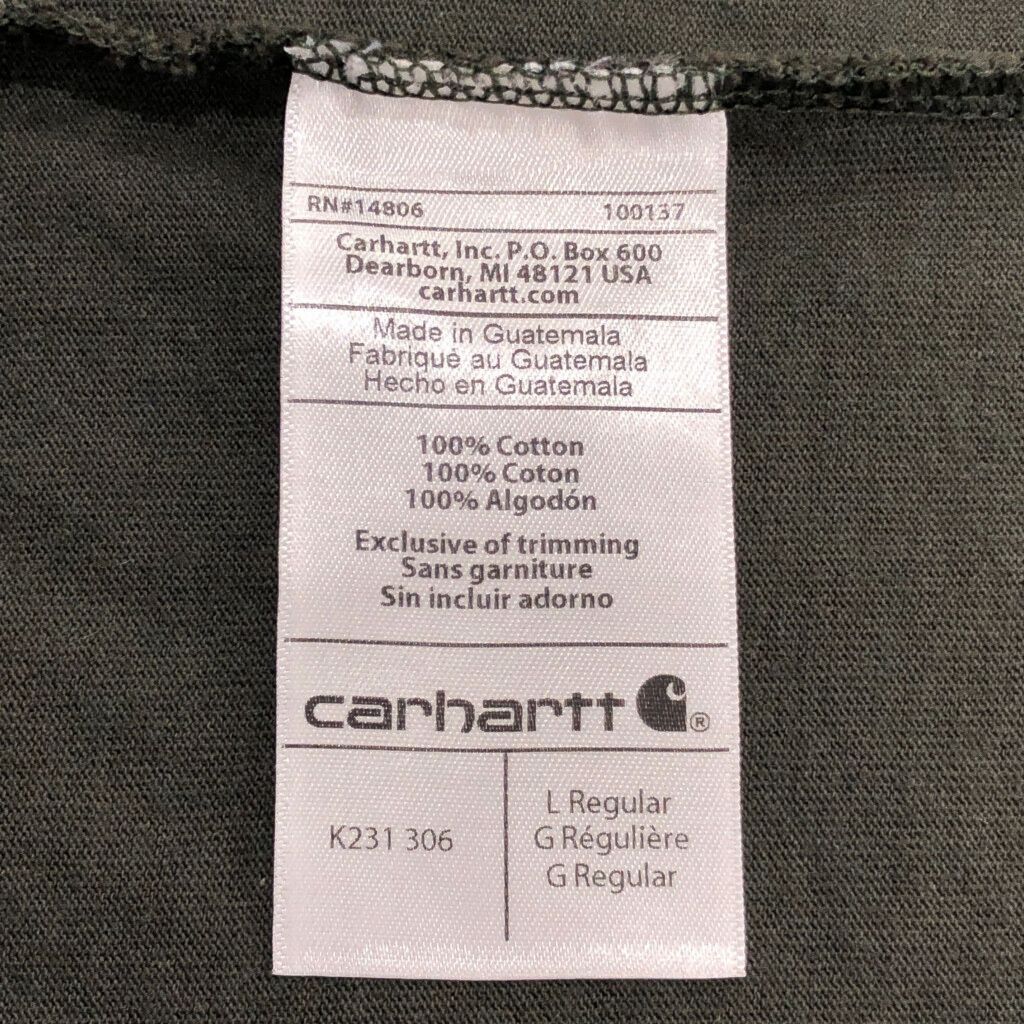 RN#14806 100137
Carhartt, Inc. P.O. Box 600
Dearborn, MI 48121 USA
carhartt.com
Made in Guatemala
Fabriqué au Guatemala
Hecho en Guatemala
100% Cotton
100% Coton
100% Algodón
Exclusive of trimming
Sans garniture
Sin incluir adorno
carhartt ®
K231 306
L Regular
G Régulière
G Regular